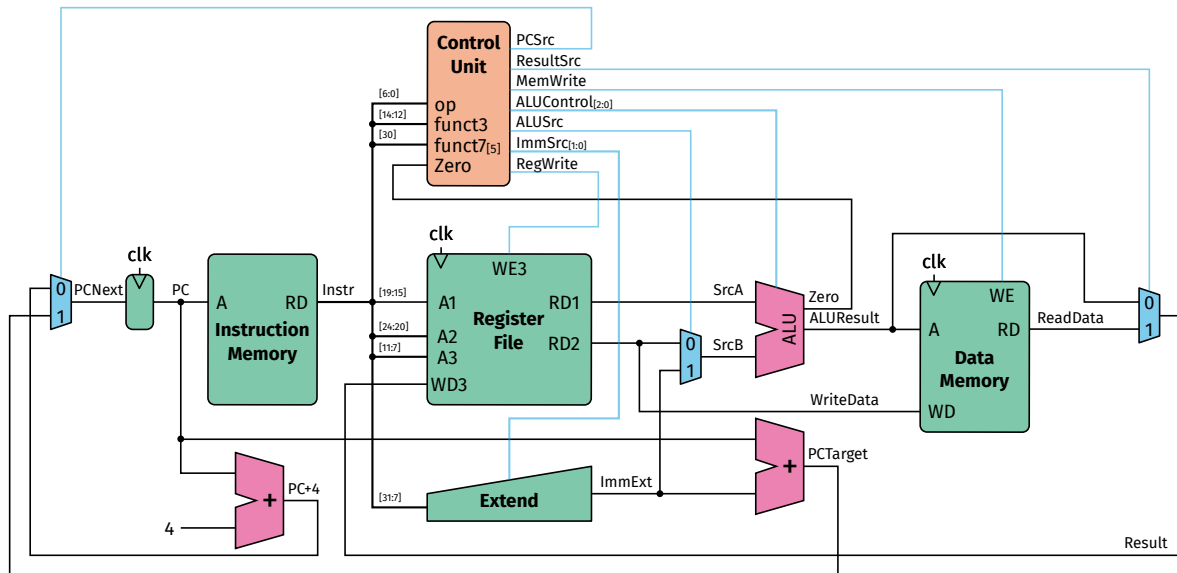 Control
Unit
PCSrc
ResultSrc
MemWrite
ALUControl[2:0]
ALUSrc
ImmSrc[1:0]
RegWrite
[6:0]
op
[14:12]
funct3
[30]
funct7[5]
Zero
clk
0
1
PCNext
PC
A
RD
Instruction
Memory
Instr
[19:15]
[24:20]
[11:7]
clk
WE3
A1
RD1
Register
File
A2
RD2
A3
WD3
SrcA
0
1
SrcB
ALU
Zero
ALUResult
clk
WE
A
RD
Data
Memory
WD
ReadData
0
1
WriteData
PC+4
+
4
[31:7]
Extend
ImmExt
+
PCTarget
Result